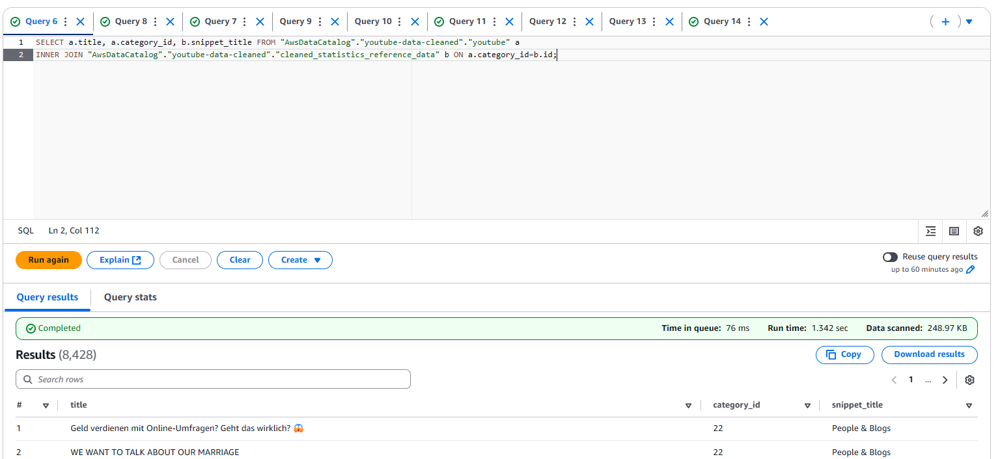 Query 6 Query 8 Query 7 Query 9 Query 10 Query 11 Query 12 Query 13 Query 14
1 SELECT a.title, a.category_id, b.snippet_title FROM "AwsDataCatalog"."youtube-data-cleaned"."youtube" a
2 INNER JOIN "AwsDataCatalog"."youtube-data-cleaned"."cleaned_statistics_reference_data" b ON a.category_id=b.id;
SQL Ln 2, Col 112
Run again Explain Cancel Clear Create Reuse query results
up to 60 minutes ago
Query results Query stats
Completed Time in queue: 76 ms Run time: 1.342 sec Data scanned: 248.97 KB
Results (8,428) Copy Download results
Search rows 1 ...
# title category_id snippet_title
1 Geld verdienen mit Online-Umfragen? Geht das wirklich? 😱 22 People & Blogs
2 WE WANT TO TALK ABOUT OUR MARRIAGE 22 People & Blogs